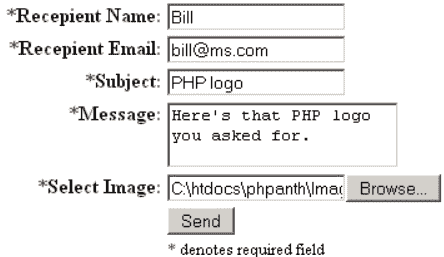 *Recepient Name: Bill
*Recepient Email: bill@ms.com
*Subject: PHP logo
*Message: Here's that PHP logo
you asked for.
*Select Image: C:\htdocs\phpanth\Imag Browse...
Send
* denotes required field